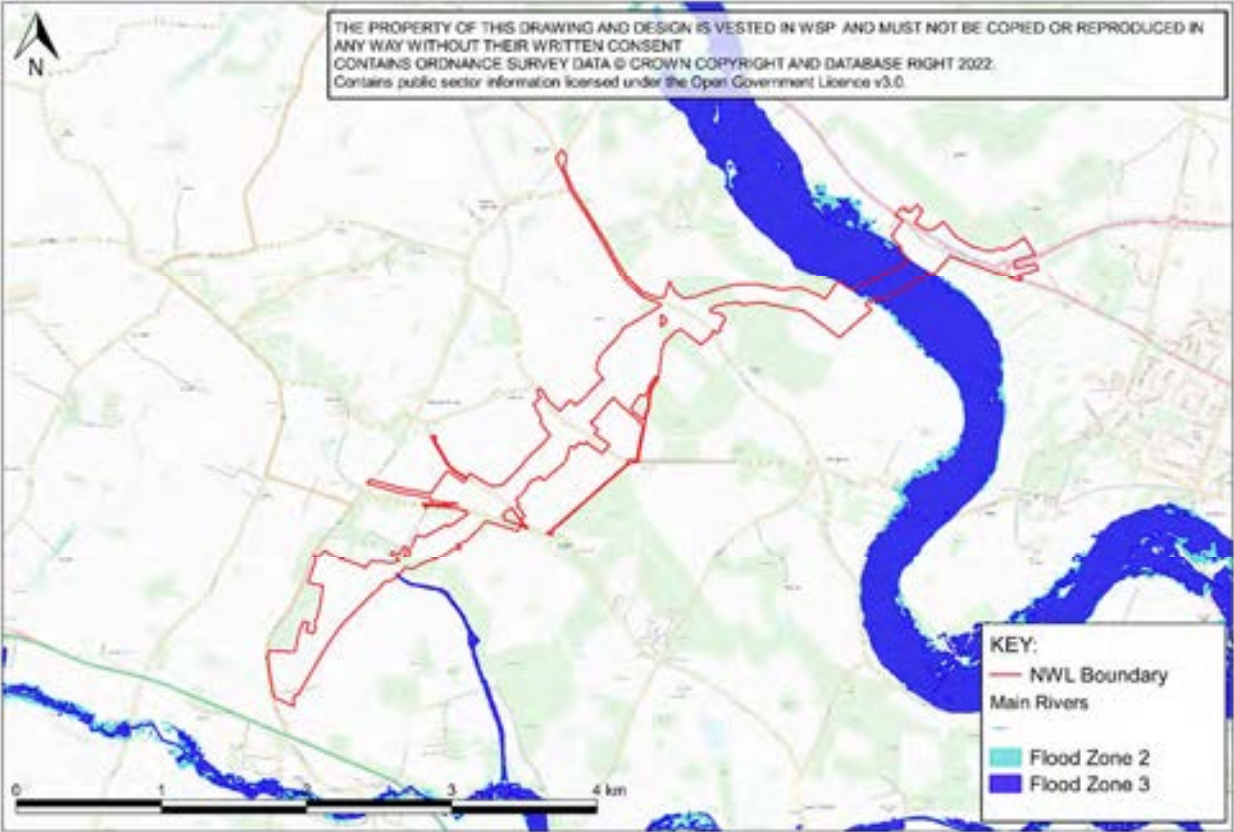 THE PROPERTY OF THIS DRAWING AND DESIGN IS VESTED IN WSP AND MUST NOT BE COPIED OR REPRODUCED IN
ANY WAY WITHOUT THEIR WRITTEN CONSENT
CONTAINS ORDNANCE SURVEY DATA © CROWN COPYRIGHT AND DATABASE RIGHT 2022.
Contains public sector information licensed under the Open Government Licence v3.0.
N
KEY:
NWL Boundary
Main Rivers
Flood Zone 2
Flood Zone 3
0 1 2 3 4 km